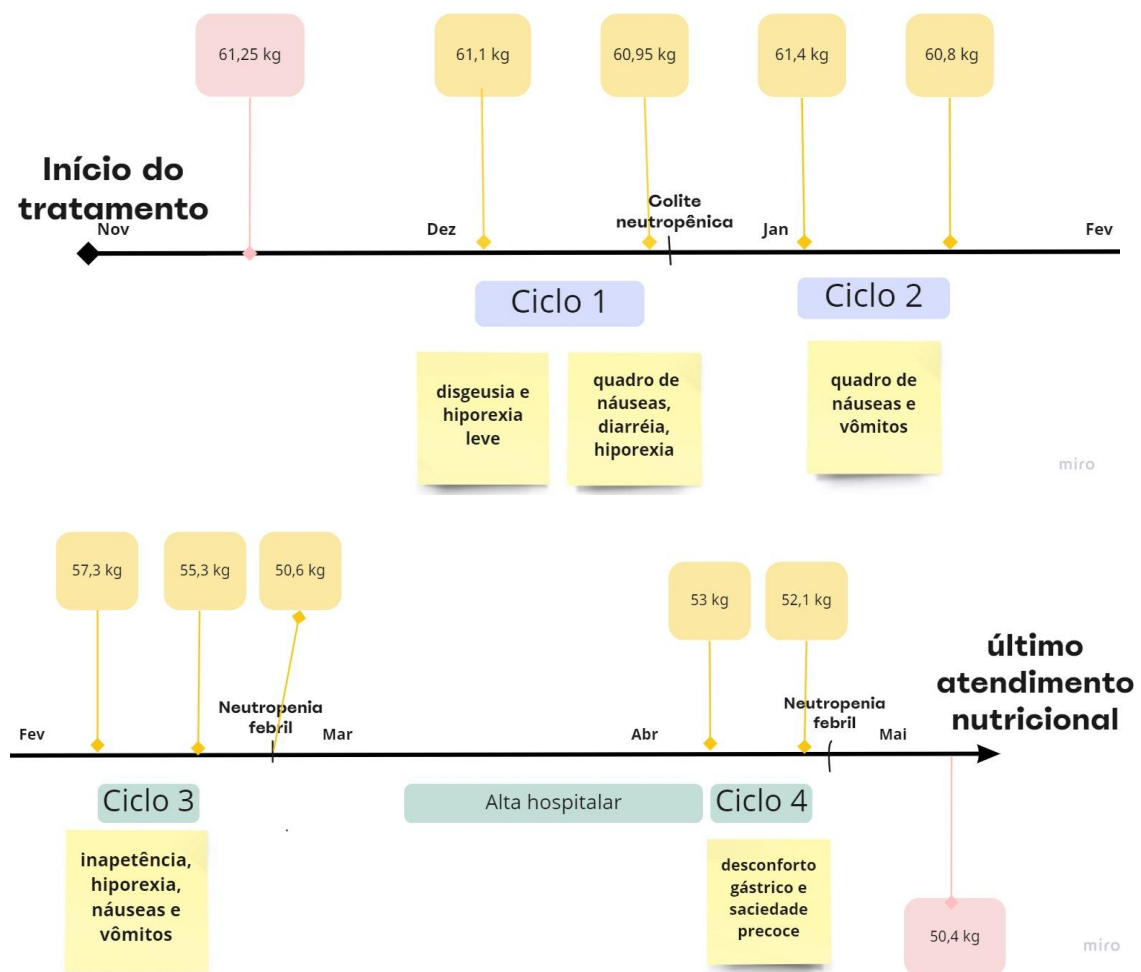 61,25 kg
61,1 kg
60,95 kg
61,4 kg
60,8 kg
Início do
tratamento
Colite
neutropênica
Nov
Dez
Jan
Fev
Ciclo 1
Ciclo 2
disgeusia e
hiporexia
leve
quadro de
náuseas,
diarréia,
hiporexia
quadro de
náuseas e
vômitos
miro
57,3 kg
55,3 kg
50,6 kg
53 kg
52,1 kg
último
atendimento
nutricional
Neutropenia
febril
Neutropenia
febril
Fev
Mar
Abr
Mai
Ciclo 3
Alta hospitalar
Ciclo 4
inapetência,
hiporexia,
náuseas e
vômitos
desconforto
gástrico e
saciedade
precoce
50,4 kg
miro